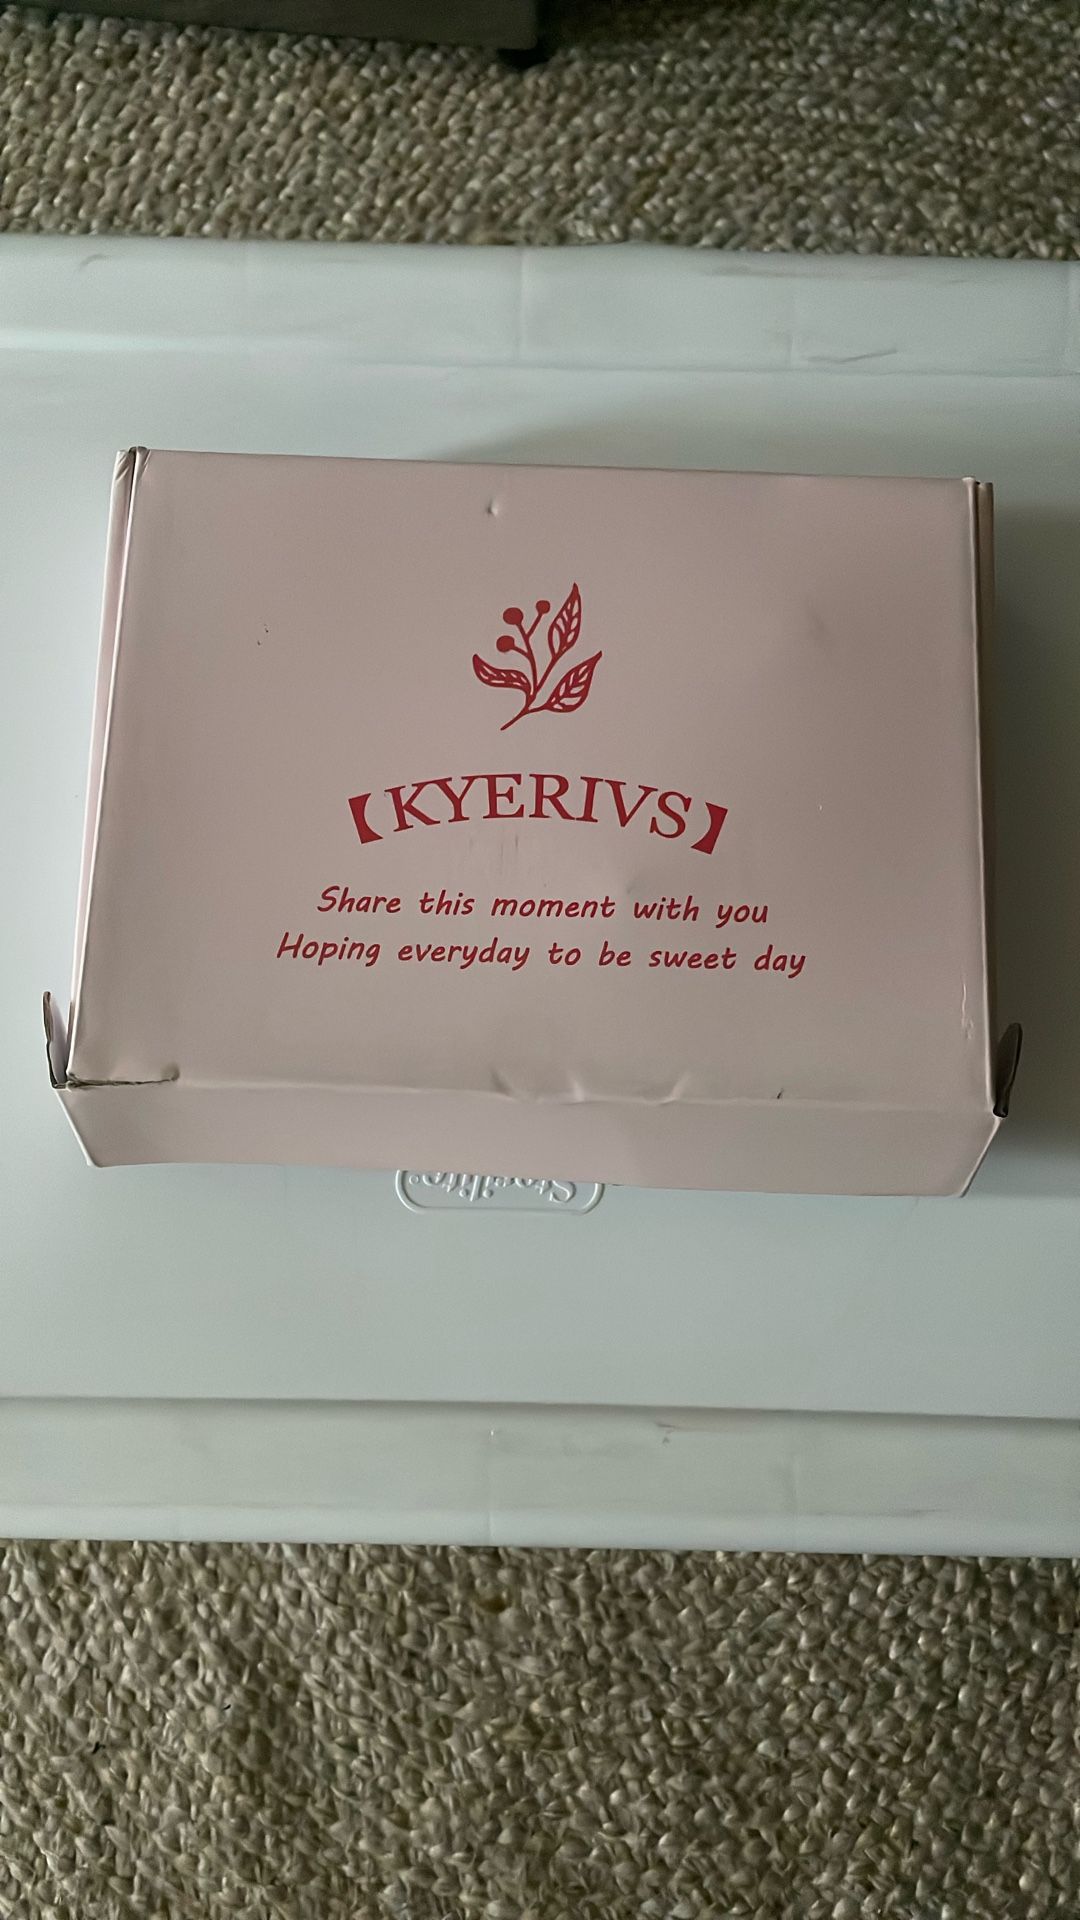 【KYERIVS】
Share this moment with you
Hoping everyday to be sweet day